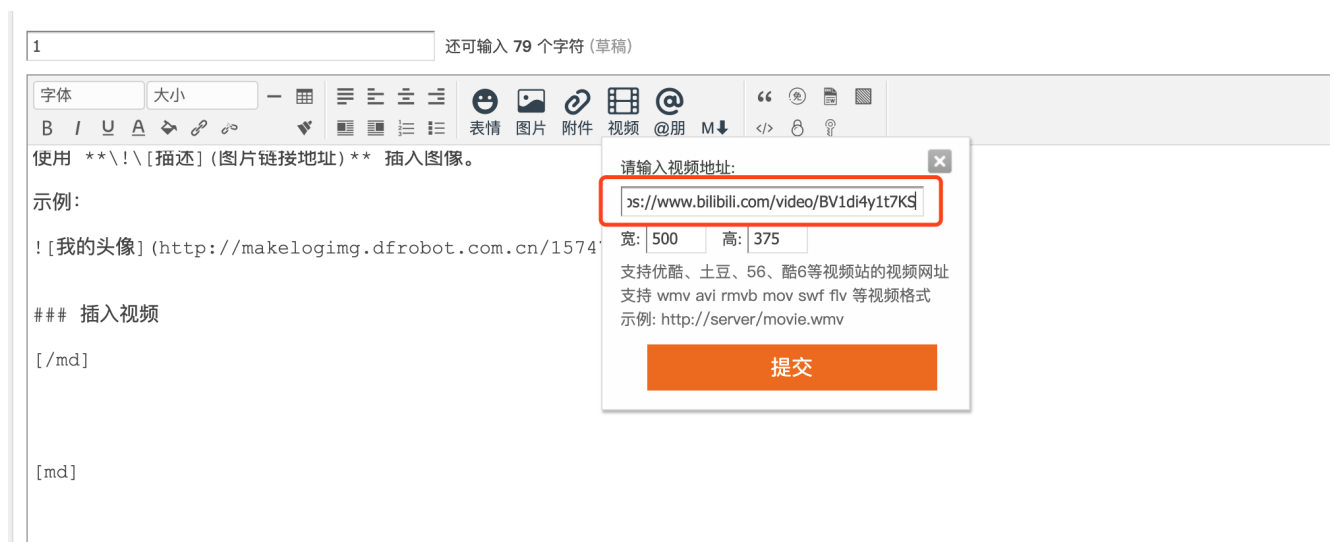 1
还可输入 79 个字符 (草稿)
字体 大小
B I U A
表情 图片 附件 视频 @朋 M⬇ </>
使用 **\!\[描述](图片链接地址)** 插入图像。
示例：
![我的头像](http://makelogimg.dfrobot.com.cn/1574
### 插入视频
[/md]
[md]
请输入视频地址:
ps://www.bilibili.com/video/BV1di4y1t7KS
宽: 500 高: 375
支持优酷、土豆、56、酷6等视频站的视频网址
支持 wmv avi rmvb mov swf flv 等视频格式
示例: http://server/movie.wmv
提交